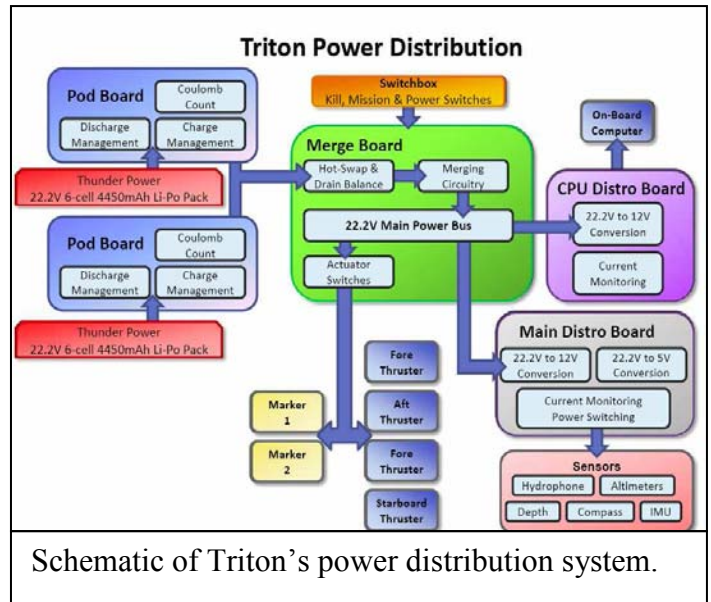 Triton Power Distribution
Pod Board
Coulomb
Count
Discharge
Management
Charge
Management
Thunder Power
22.2V 6-cell 4450mAh Li-Po Pack
Pod Board
Coulomb
Count
Discharge
Management
Charge
Management
Thunder Power
22.2V 6-cell 4450mAh Li-Po Pack
Switchbox
Kill, Mission & Power Switches
Merge Board
Hot-Swap &
Drain Balance
Merging
Circuitry
22.2V Main Power Bus
Actuator
Switches
On-Board
Computer
CPU Distro Board
22.2V to 12V
Conversion
Current
Monitoring
Main Distro Board
22.2V to 12V
Conversion
22.2V to 5V
Conversion
Current Monitoring
Power Switching
Sensors
Hydrophone
Altimeters
Depth
Compass
IMU
Marker
1
Marker
2
Fore
Thruster
Aft
Thruster
Fore
Thruster
Starboard
Thruster
Schematic of Triton's power distribution system.